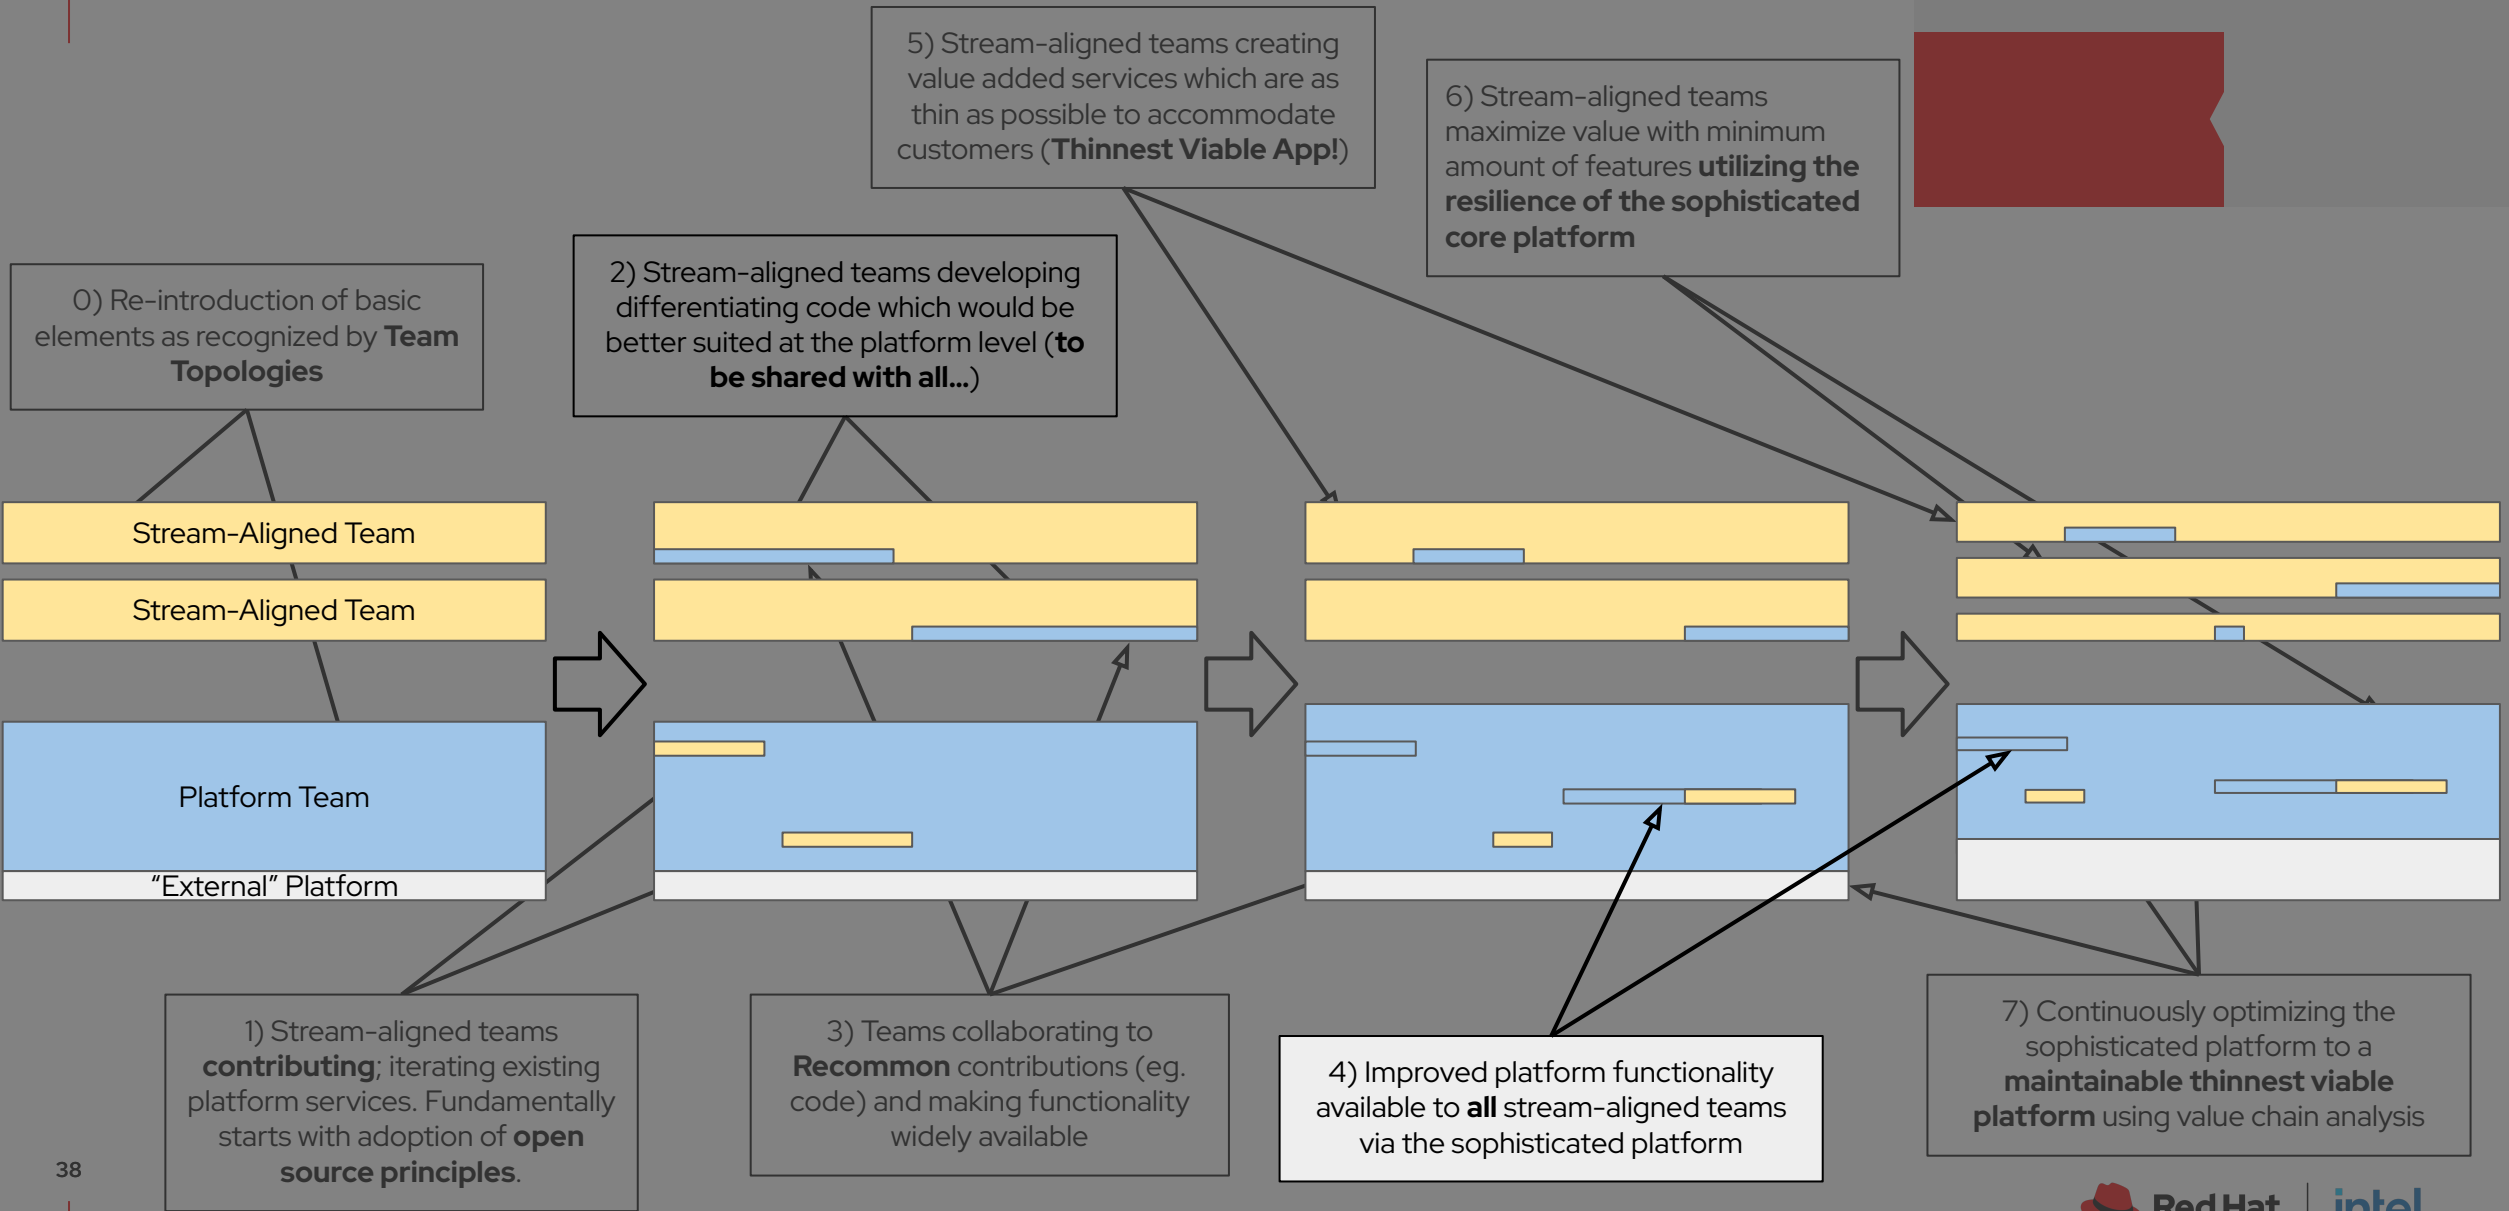 5) Stream-aligned teams creating
value added services which are as
thin as possible to accommodate
customers (Thinnest Viable App!)
6) Stream-aligned teams
maximize value with minimum
amount of features utilizing the
resilience of the sophisticated
core platform
0) Re-introduction of basic
elements as recognized by Team
Topologies
2) Stream-aligned teams developing
differentiating code which would be
better suited at the platform level (to
be shared with all...)
Stream-Aligned Team
Stream-Aligned Team
Platform Team
“External” Platform
1) Stream-aligned teams
contributing; iterating existing
platform services. Fundamentally
starts with adoption of open
source principles.
3) Teams collaborating to
Recommon contributions (eg.
code) and making functionality
widely available
4) Improved platform functionality
available to all stream-aligned teams
via the sophisticated platform
7) Continuously optimizing the
sophisticated platform to a
maintainable thinnest viable
platform using value chain analysis
38
Red Hat
intel